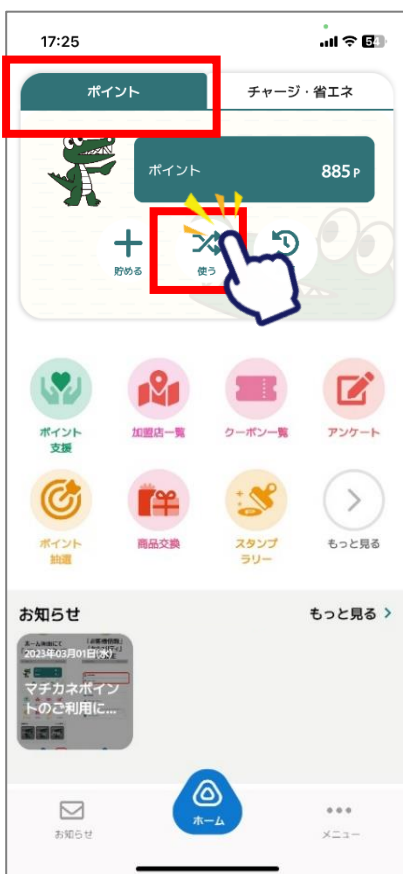 17:25
54
ポイント
チャージ・省エネ
ポイント
885 P
貯める
使う
ポイント
支援
加盟店一覧
クーポン一覧
アンケート
ポイント
抽選
商品交換
スタンプ
ラリー
もっと見る
お知らせ
もっと見る >
2023年03月01日(水)
マチカネポイン
トのご利用に...
お知らせ
ホーム
メニュー